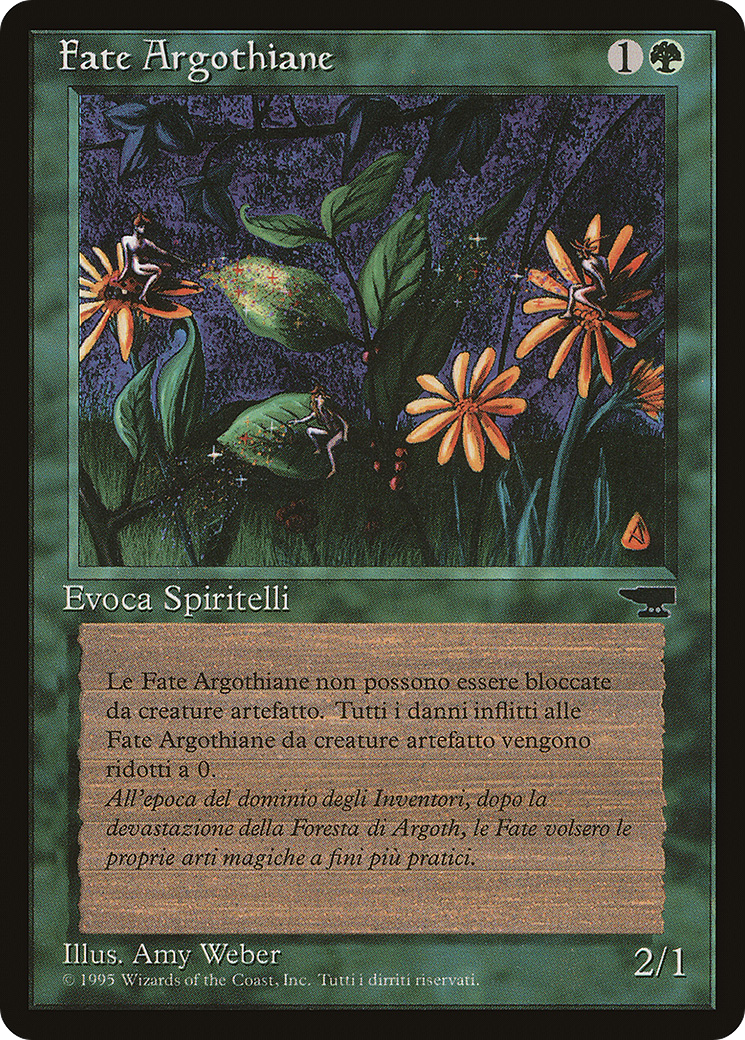 Fate Argothiane
1
Evoca Spiritelli
Le Fate Argothiane non possono essere bloccate
da creature artefatto. Tutti i danni inflitti alle
Fate Argothiane da creature artefatto vengono
ridotti a 0.
All'epoca del dominio degli Inventori, dopo la
devastazione della Foresta di Argoth, le Fate volsero le
proprie arti magiche a fini più pratici.
Illus. Amy Weber
2/1
© 1995 Wizards of the Coast, Inc. Tutti i dirriti riservati.